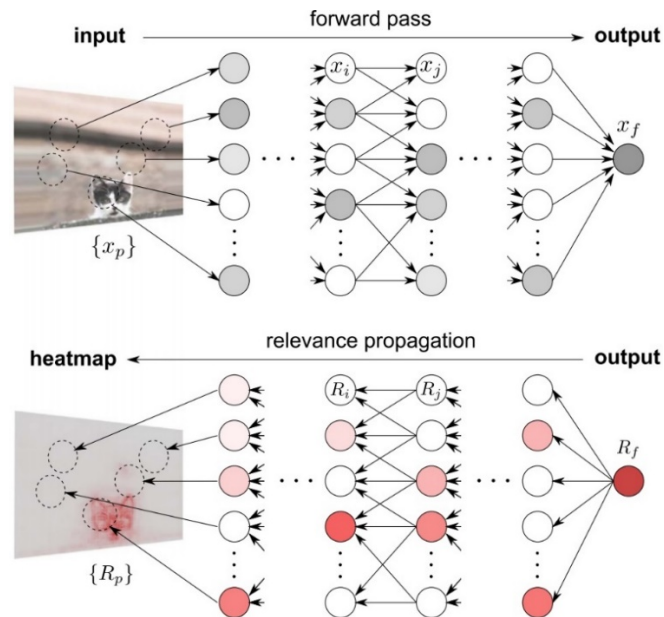 forward pass
input output
$x_i$ $x_j$
$x_f$
$\{x_p\}$
relevance propagation
heatmap output
$R_i$ $R_j$
$R_f$
$\{R_p\}$